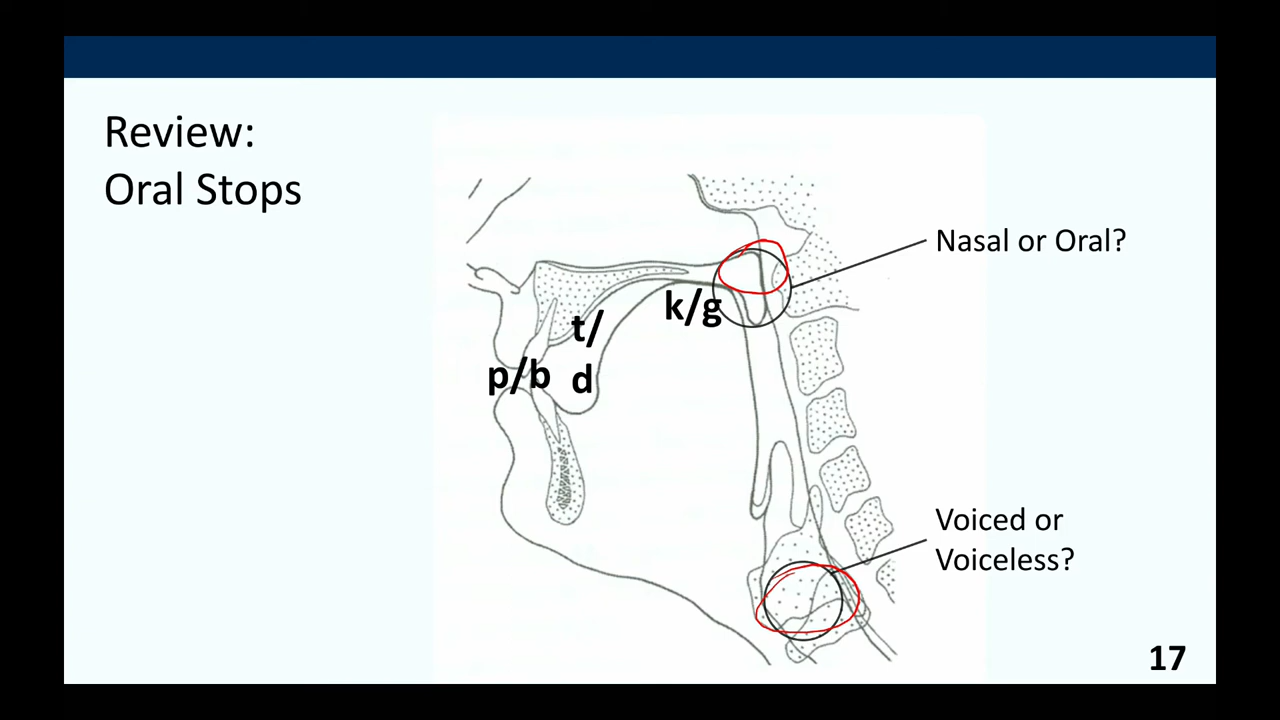 Review:
Oral Stops
Nasal or Oral?
k/g
t/
d
p/b
Voiced or
Voiceless?
17